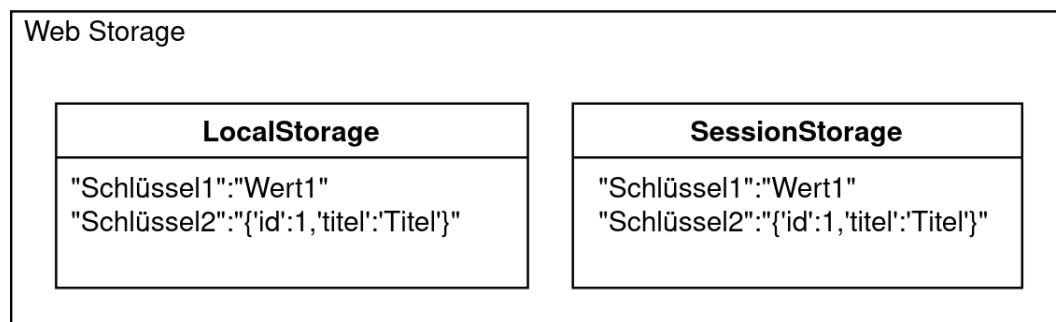 Web Storage
LocalStorage
"Schlüssel1":"Wert1"
"Schlüssel2":"{'id':1,'titel':'Titel'}"
SessionStorage
"Schlüssel1":"Wert1"
"Schlüssel2":"{'id':1,'titel':'Titel'}"